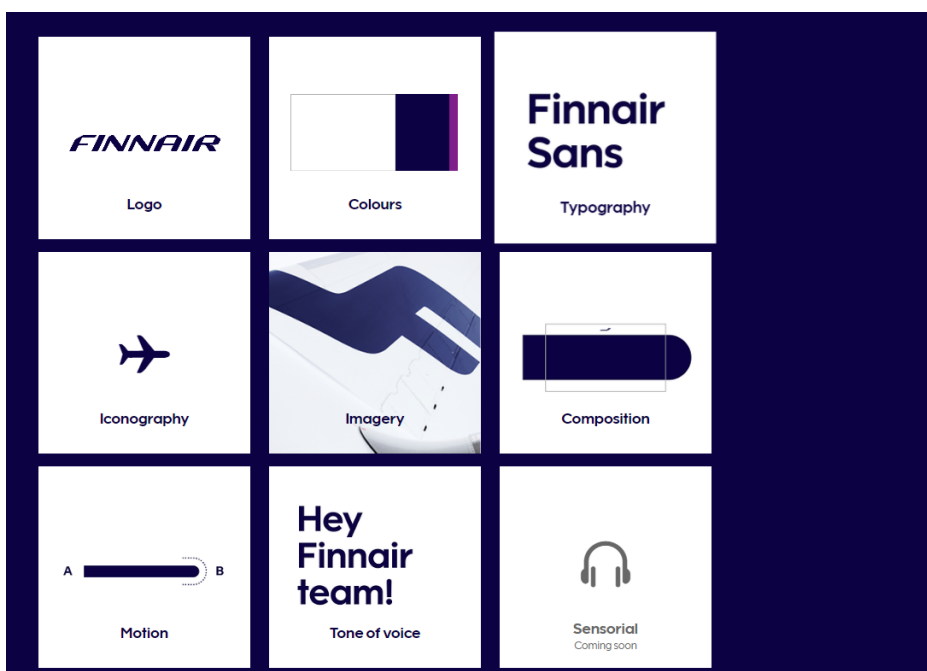 FINNAIR
Logo
Colours
Finnair
Sans
Typography
Iconography
Imagery
Composition
A
B
Motion
Hey
Finnair
team!
Tone of voice
Sensorial
Coming soon